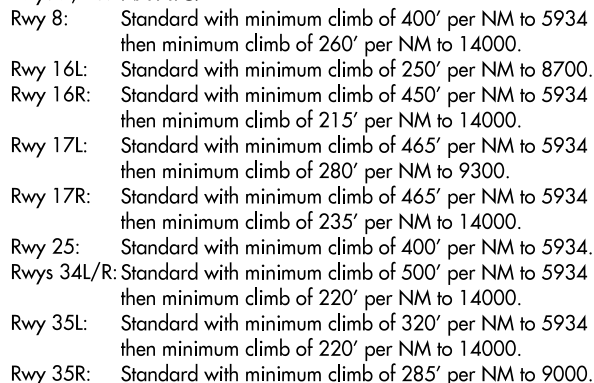 Rwy 8: Standard with minimum climb of 400′ per NM to 5934
then minimum climb of 260′ per NM to 14000.
Rwy 16L: Standard with minimum climb of 250′ per NM to 8700.
Rwy 16R: Standard with minimum climb of 450′ per NM to 5934
then minimum climb of 215′ per NM to 14000.
Rwy 17L: Standard with minimum climb of 465′ per NM to 5934
then minimum climb of 280′ per NM to 9300.
Rwy 17R: Standard with minimum climb of 465′ per NM to 5934
then minimum climb of 235′ per NM to 14000.
Rwy 25: Standard with minimum climb of 400′ per NM to 5934.
Rwys 34L/R: Standard with minimum climb of 500′ per NM to 5934
then minimum climb of 220′ per NM to 14000.
Rwy 35L: Standard with minimum climb of 320′ per NM to 5934
then minimum climb of 220′ per NM to 14000.
Rwy 35R: Standard with minimum climb of 285′ per NM to 9000.